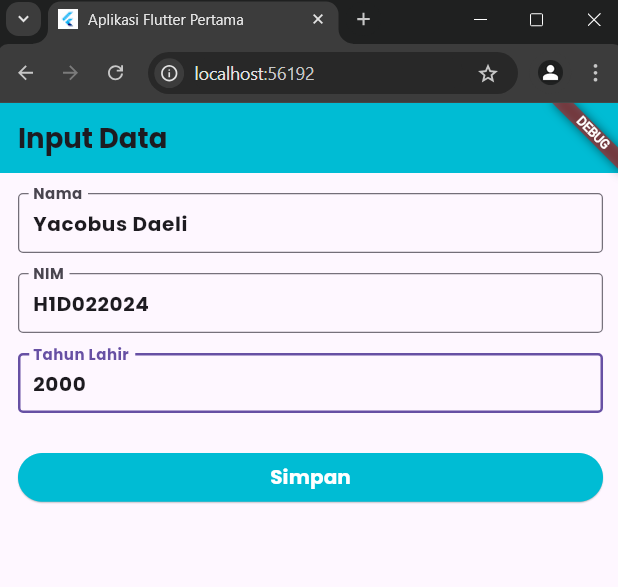 Aplikasi Flutter Pertama
localhost:56192
Input Data
DEBUG
Nama
Yacobus Daeli
NIM
H1D022024
Tahun Lahir
2000
Simpan